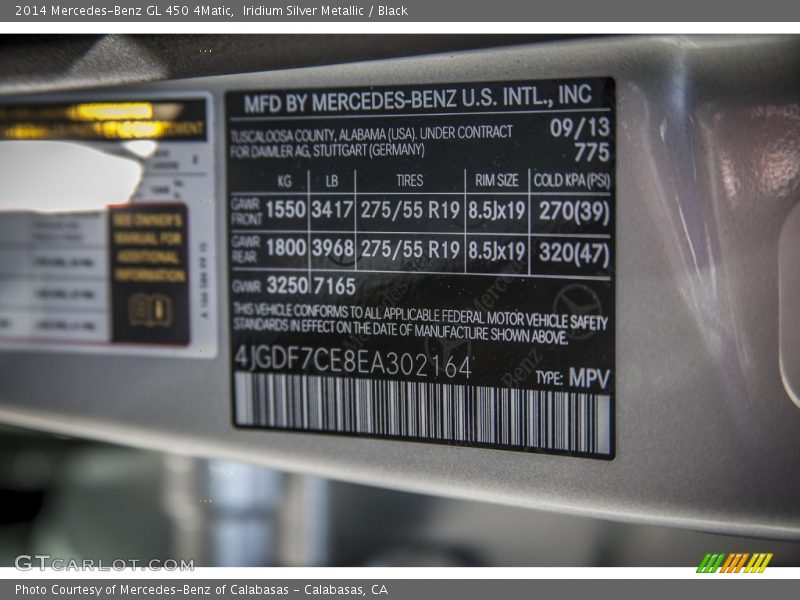 2014 Mercedes-Benz GL 450 4Matic,  Iridium Silver Metallic / Black
MFD BY MERCEDES-BENZ U.S. INTL., INC
TUSCALOOSA COUNTY, ALABAMA (USA). UNDER CONTRACT 09/13
FOR DAIMLER AG, STUTTGART (GERMANY) 775
KG LB TIRES RIM SIZE COLD KPA (PSI)
GAWR FRONT 1550 3417 275/55 R19 8.5Jx19 270(39)
GAWR REAR 1800 3968 275/55 R19 8.5Jx19 320(47)
GVWR 3250 7165
THIS VEHICLE CONFORMS TO ALL APPLICABLE FEDERAL MOTOR VEHICLE SAFETY
STANDARDS IN EFFECT ON THE DATE OF MANUFACTURE SHOWN ABOVE.
4JGDF7CE8EA302164
TYPE: MPV
SEE OWNER'S
MANUAL FOR
ADDITIONAL
INFORMATION
GTCARLOT.COM
Photo Courtesy of Mercedes-Benz of Calabasas - Calabasas, CA